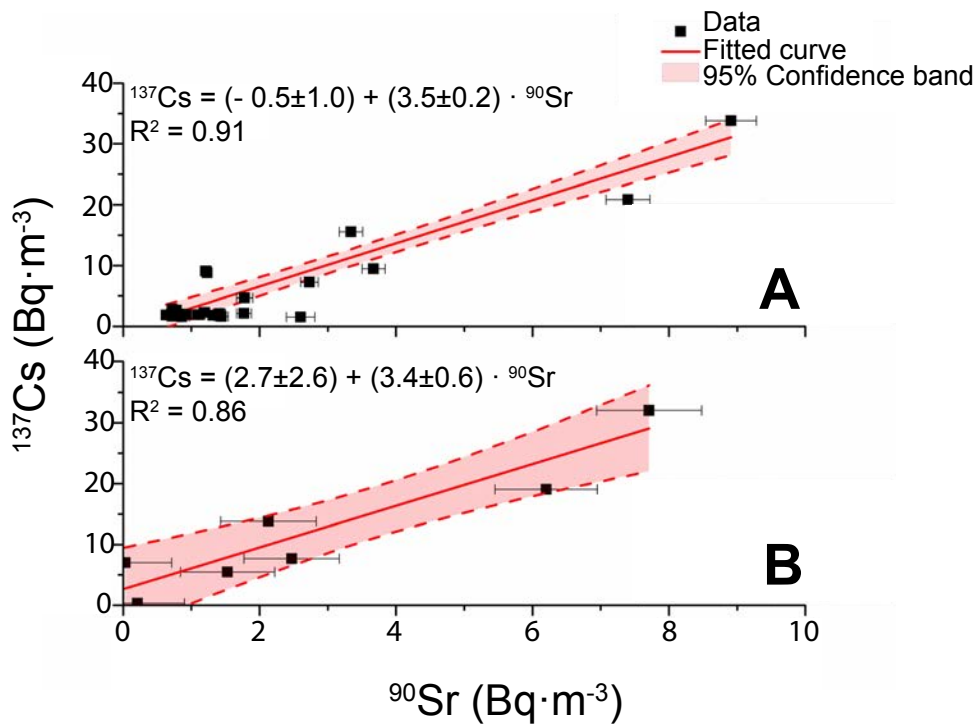 Data
Fitted curve
95% Confidence band
40
30
20
10
0
¹³⁷Cs = (- 0.5±1.0) + (3.5±0.2) · ⁹⁰Sr
R² = 0.91
A
¹³⁷Cs (Bq·m⁻³)
40
30
20
10
0
¹³⁷Cs = (2.7±2.6) + (3.4±0.6) · ⁹⁰Sr
R² = 0.86
B
0 2 4 6 8 10
⁹⁰Sr (Bq·m⁻³)